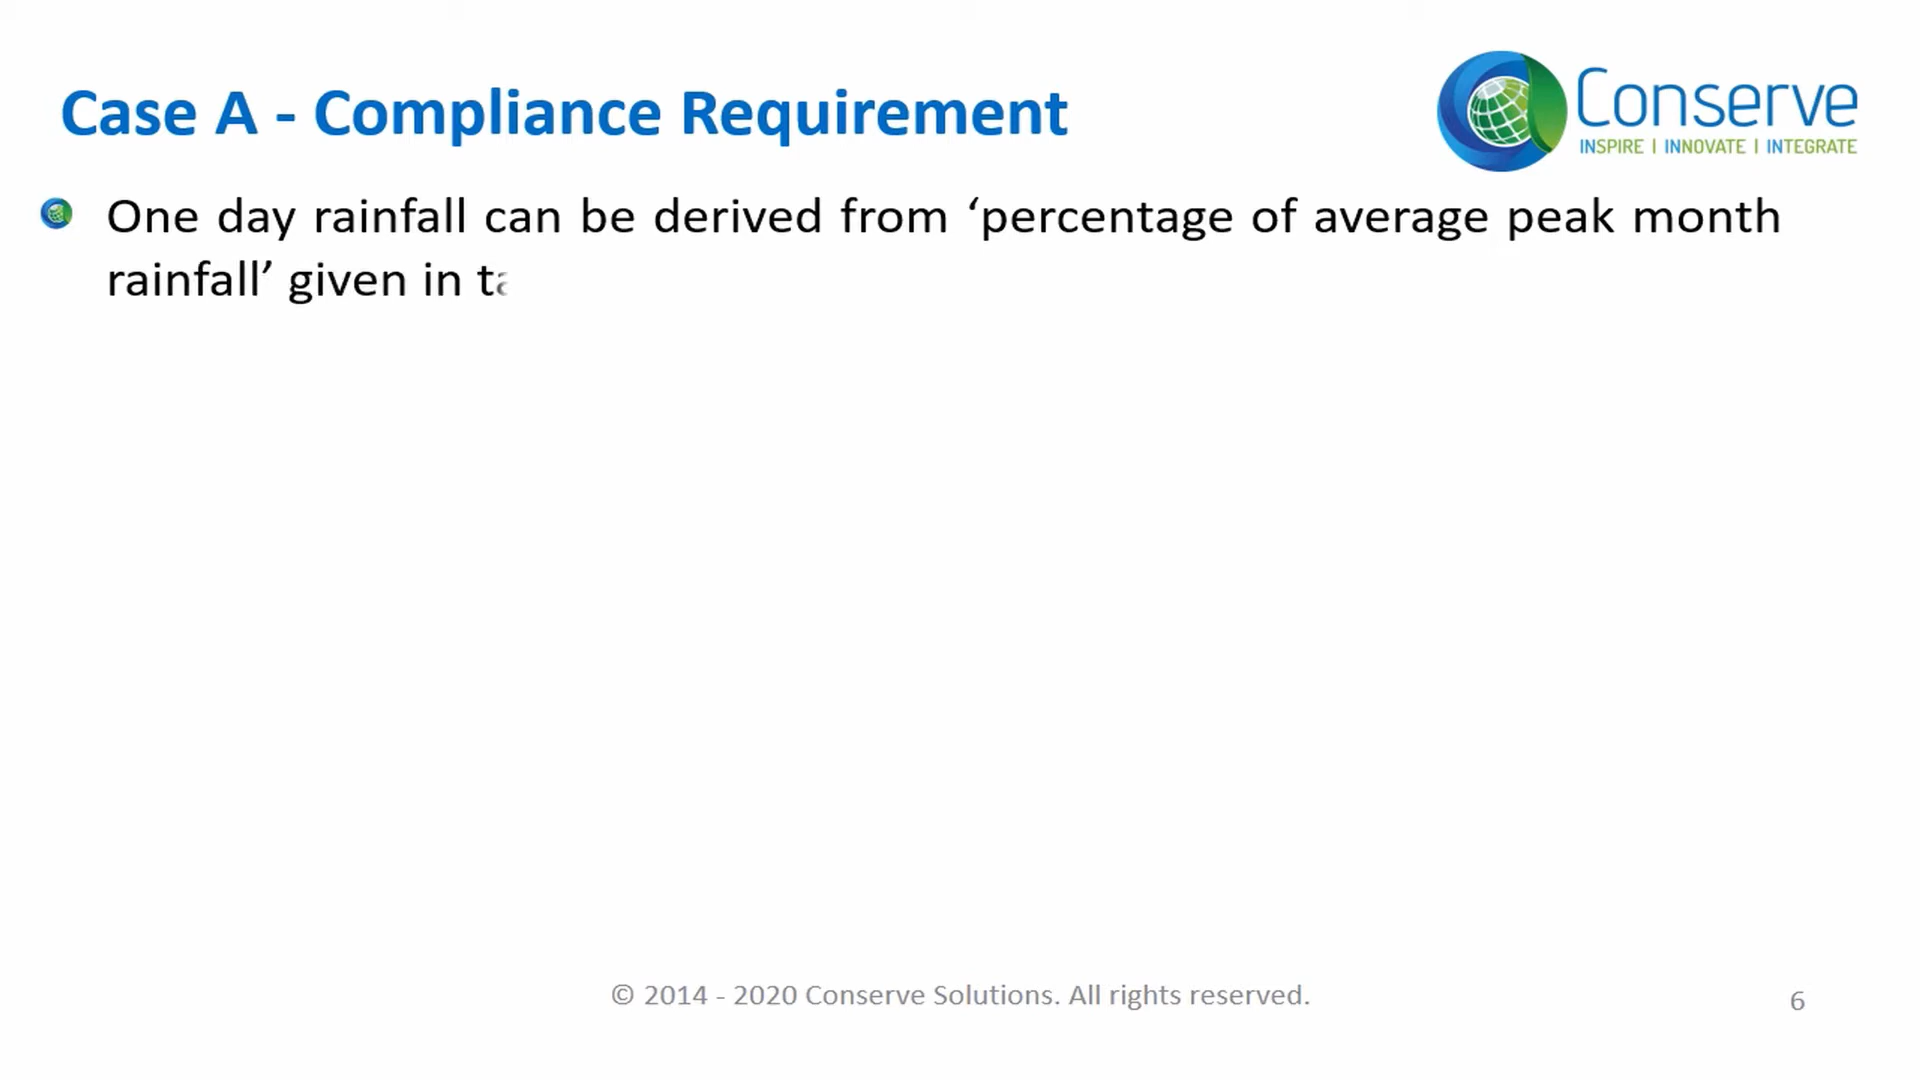 Case A - Compliance Requirement
Conserve
INSPIRE | INNOVATE | INTEGRATE
One day rainfall can be derived from ‘percentage of average peak month
rainfall’ given in
© 2014 - 2020 Conserve Solutions. All rights reserved.
6